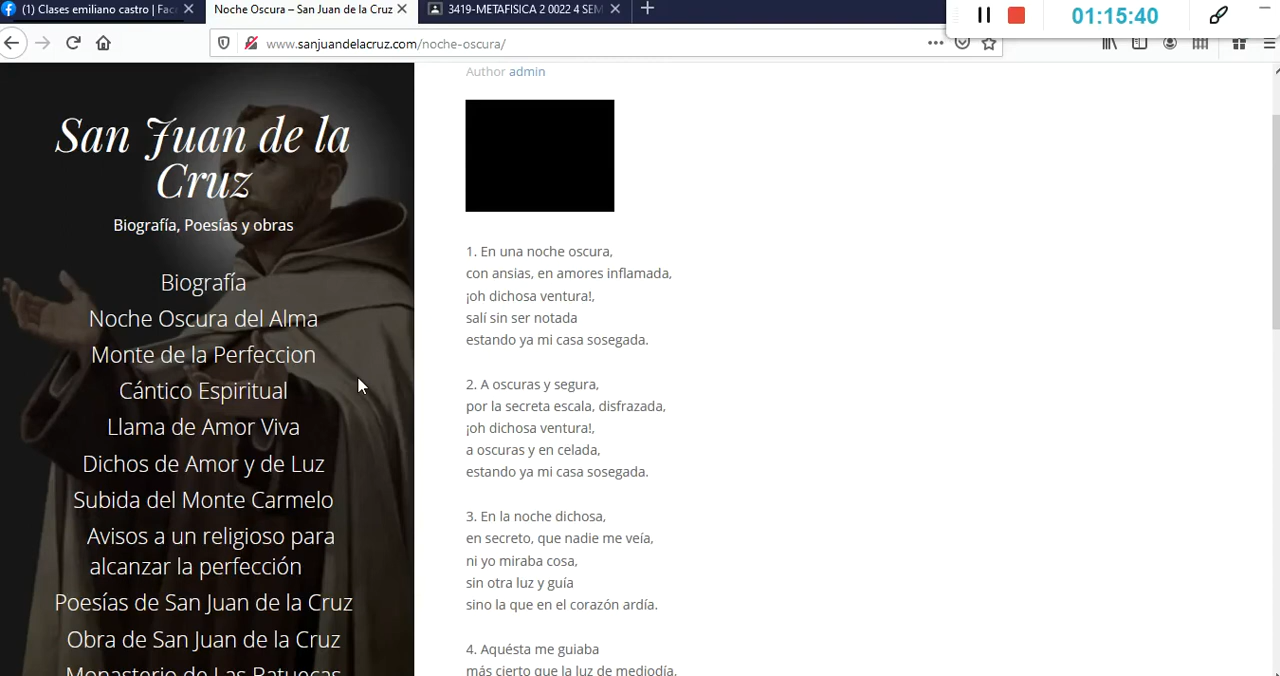 (1) Clases emiliano castro | Fac
Noche Oscura – San Juan de la Cruz
3419-METAFISICA 2 0022 4 SEM
01:15:40
www.sanjuandelacruz.com/noche-oscura/
San Juan de la
Cruz
Biografía, Poesías y obras
Biografía
Noche Oscura del Alma
Monte de la Perfeccion
Cántico Espiritual
Llama de Amor Viva
Dichos de Amor y de Luz
Subida del Monte Carmelo
Avisos a un religioso para
alcanzar la perfección
Poesías de San Juan de la Cruz
Obra de San Juan de la Cruz
Monasterio de Las Batuecas
Author admin
1. En una noche oscura,
con ansias, en amores inflamada,
¡oh dichosa ventura!,
salí sin ser notada
estando ya mi casa sosegada.
2. A oscuras y segura,
por la secreta escala, disfrazada,
¡oh dichosa ventura!,
a oscuras y en celada,
estando ya mi casa sosegada.
3. En la noche dichosa,
en secreto, que nadie me veía,
ni yo miraba cosa,
sin otra luz y guía
sino la que en el corazón ardía.
4. Aquésta me guiaba
más cierto que la luz de mediodía,